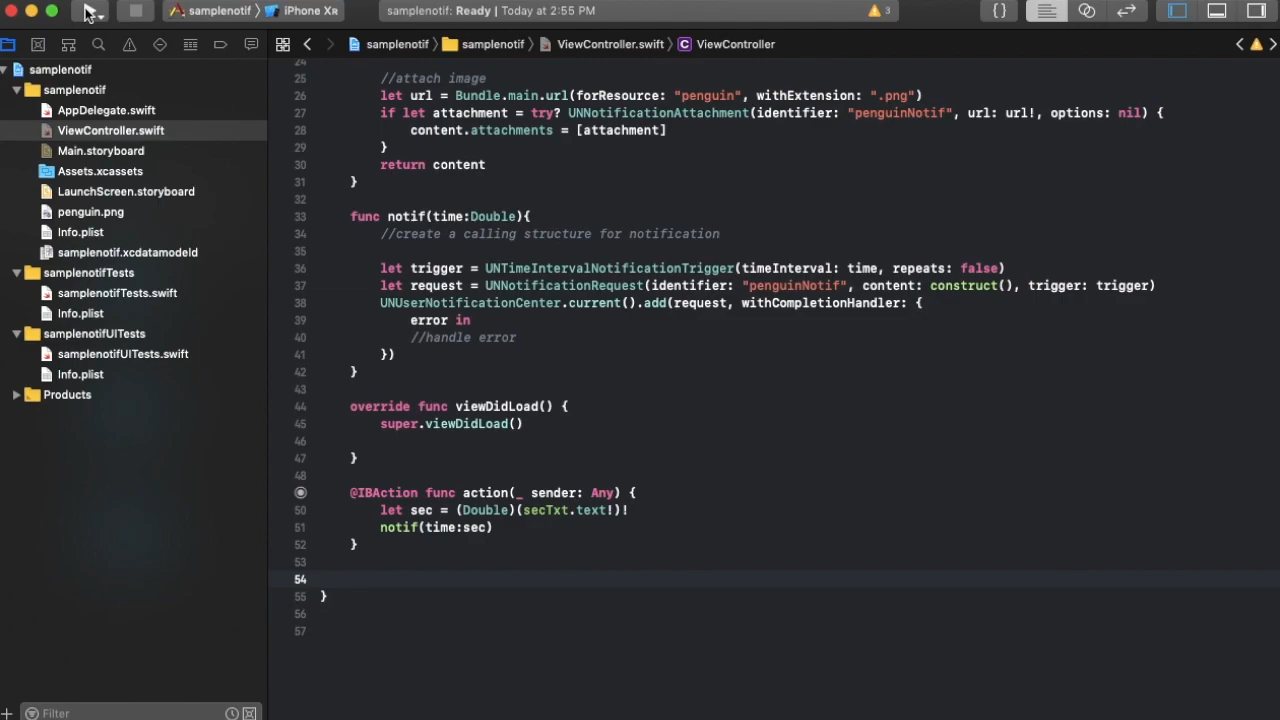 samplenotif iPhone XR samplenotif: Ready | Today at 2:55 PM 3 {}
samplenotif samplenotif ViewController.swift C ViewController
samplenotif
samplenotif
AppDelegate.swift
ViewController.swift
Main.storyboard
Assets.xcassets
LaunchScreen.storyboard
penguin.png
Info.plist
samplenotif.xcdatamodeld
samplenotifTests
samplenotifTests.swift
Info.plist
samplenotifUITests
samplenotifUITests.swift
Info.plist
Products
Filter
24
25 //attach image
26 let url = Bundle.main.url(forResource: "penguin", withExtension: ".png")
27 if let attachment = try? UNNotificationAttachment(identifier: "penguinNotif", url: url!, options: nil) {
28 content.attachments = [attachment]
29 }
30 return content
31 }
32
33 func notif(time:Double){
34 //create a calling structure for notification
35
36 let trigger = UNTimeIntervalNotificationTrigger(timeInterval: time, repeats: false)
37 let request = UNNotificationRequest(identifier: "penguinNotif", content: construct(), trigger: trigger)
38 UNUserNotificationCenter.current().add(request, withCompletionHandler: {
39 error in
40 //handle error
41 })
42 }
43
44 override func viewDidLoad() {
45 super.viewDidLoad()
46
47 }
48
@IBAction func action(_ sender: Any) {
50 let sec = (Double)(secTxt.text!)!
51 notif(time:sec)
52 }
53
54
55 }
56
57